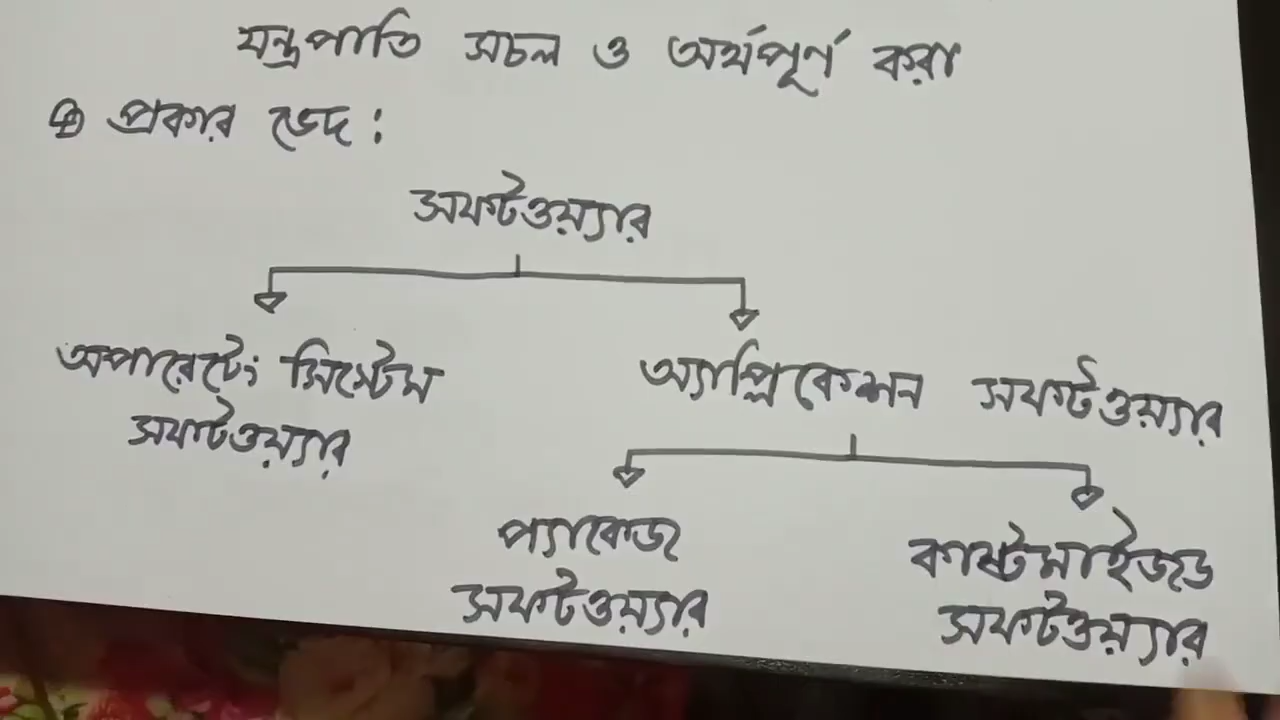 যন্ত্রপাতি সচল ও অর্থপূর্ণ করা
প্রকার ভেদ :
সফটওয়্যার
অপারেটিং সিস্টেম
সফটওয়্যার
অ্যাপ্লিকেশন সফটওয়্যার
প্যাকেজ
সফটওয়্যার
কাষ্টমাইজড
সফটওয়্যার